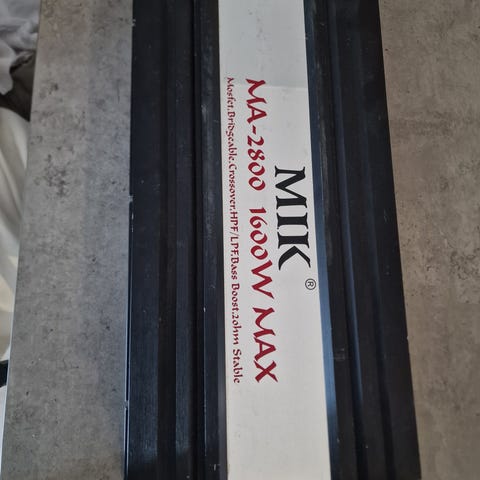 MIK ®
MA-2800 1600W MAX
Mosfet,Bridgeable,Crossover,HPF/LPF,Bass Boost,2ohm Stable